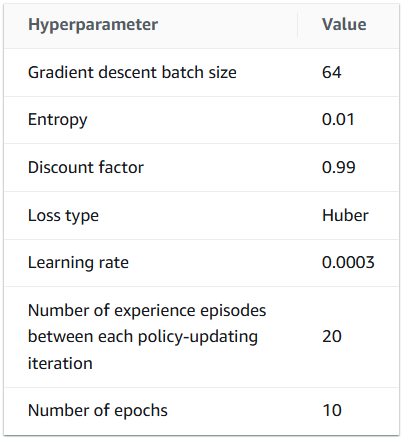 Hyperparameter Value
Gradient descent batch size 64
Entropy 0.01
Discount factor 0.99
Loss type Huber
Learning rate 0.0003
Number of experience episodes
between each policy-updating 20
iteration
Number of epochs 10